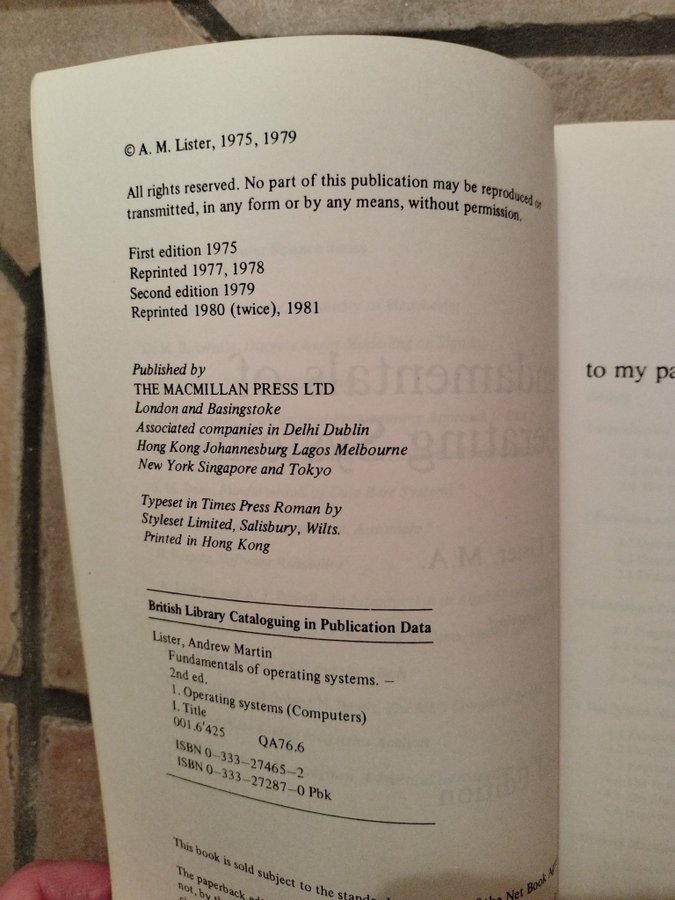 © A. M. Lister, 1975, 1979
All rights reserved. No part of this publication may be reproduced or
transmitted, in any form or by any means, without permission.
First edition 1975
Reprinted 1977, 1978
Second edition 1979
Reprinted 1980 (twice), 1981
Published by
THE MACMILLAN PRESS LTD
London and Basingstoke
Associated companies in Delhi Dublin
Hong Kong Johannesburg Lagos Melbourne
New York Singapore and Tokyo
Typeset in Times Press Roman by
Styleset Limited, Salisbury, Wilts.
Printed in Hong Kong
British Library Cataloguing in Publication Data
Lister, Andrew Martin
Fundamentals of operating systems. –
2nd ed.
1. Operating systems (Computers)
I. Title
001.6'425 QA76.6
ISBN 0–333–27465–2
ISBN 0–333–27287–0 Pbk
This book is sold subject to the of the Net Book
The paperback
not, by
to my